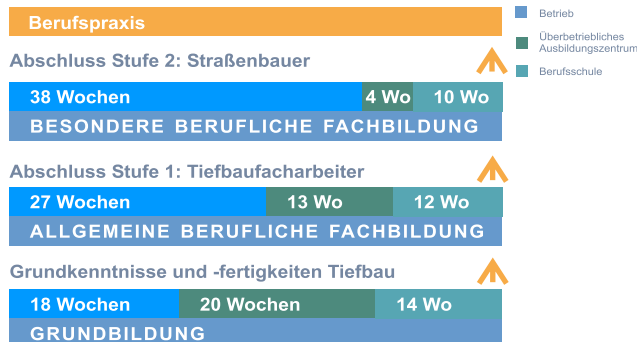 Berufspraxis
Betrieb
Überbetriebliches
Ausbildungszentrum
Berufsschule
Abschluss Stufe 2: Straßenbauer
38 Wochen 4 Wo 10 Wo
BESONDERE BERUFLICHE FACHBILDUNG
Abschluss Stufe 1: Tiefbaufacharbeiter
27 Wochen 13 Wo 12 Wo
ALLGEMEINE BERUFLICHE FACHBILDUNG
Grundkenntnisse und -fertigkeiten Tiefbau
18 Wochen 20 Wochen 14 Wo
GRUNDBILDUNG